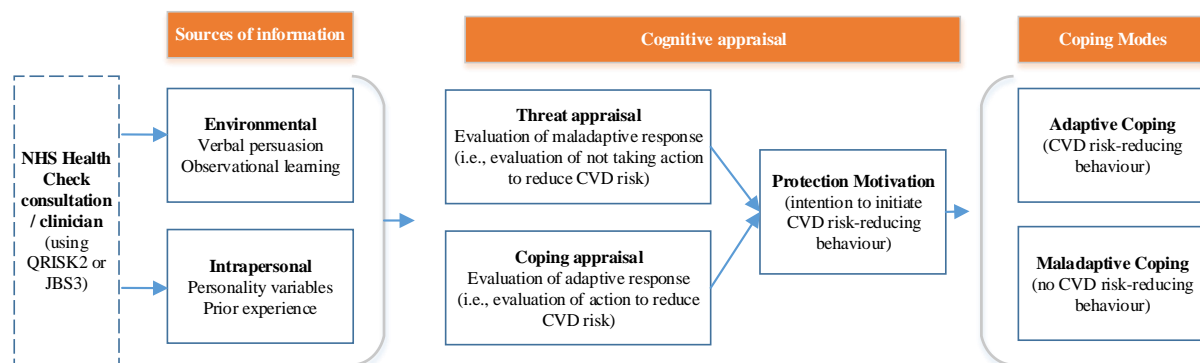 Sources of information
Cognitive appraisal
Coping Modes
NHS Health
Check
consultation
/ clinician
(using
QRISK2 or
JBS3)
Environmental
Verbal persuasion
Observational learning
Intrapersonal
Personality variables
Prior experience
Threat appraisal
Evaluation of maladaptive response
(i.e., evaluation of not taking action
to reduce CVD risk)
Coping appraisal
Evaluation of adaptive response
(i.e., evaluation of action to reduce
CVD risk)
Protection Motivation
(intention to initiate
CVD risk-reducing
behaviour)
Adaptive Coping
(CVD risk-reducing
behaviour)
Maladaptive Coping
(no CVD risk-reducing
behaviour)